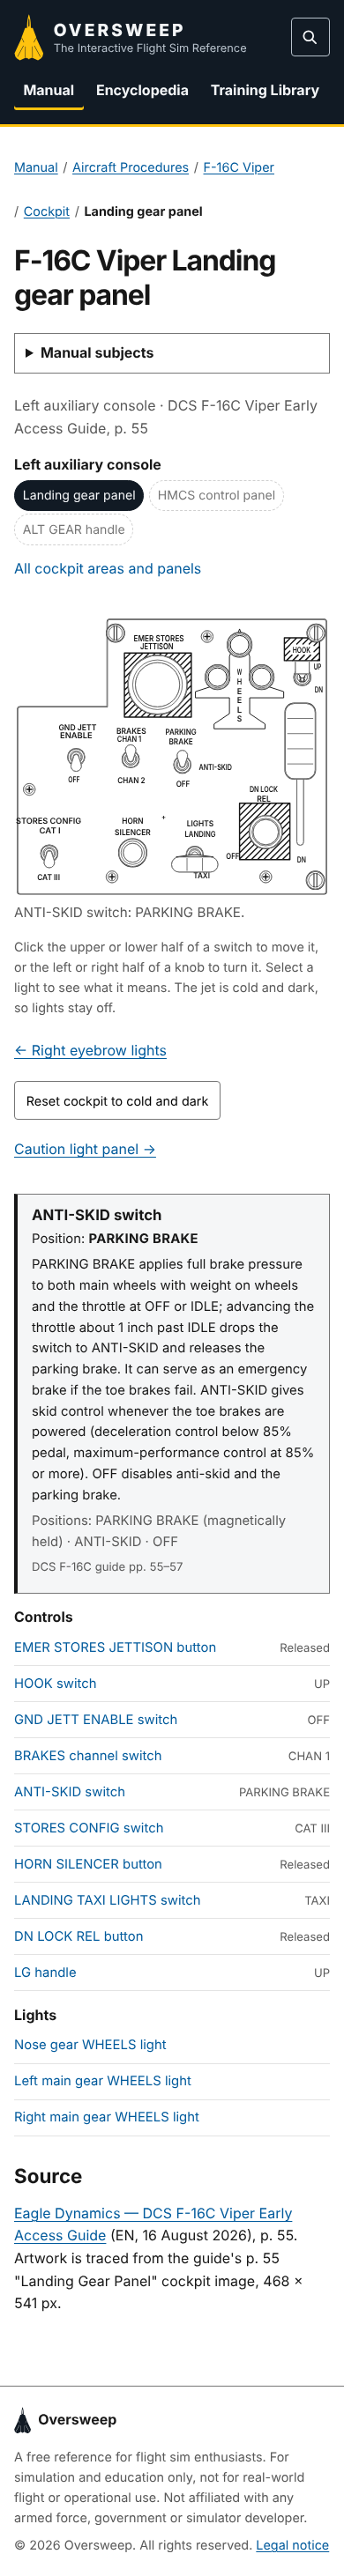 OVERSWEEP
The Interactive Flight Sim Reference
Manual Encyclopedia Training Library
Manual / Aircraft Procedures / F-16C Viper
/ Cockpit / Landing gear panel
F-16C Viper Landing
gear panel
▶ Manual subjects
Left auxiliary console · DCS F-16C Viper Early
Access Guide, p. 55
Left auxiliary console
Landing gear panel HMCS control panel
ALT GEAR handle
All cockpit areas and panels
EMER STORES
JETTISON
WHEELS
HOOK
UP
DN
GND JETT
ENABLE
OFF
BRAKES
CHAN 1
CHAN 2
PARKING
BRAKE
ANTI-SKID
OFF
DN LOCK
REL
STORES CONFIG
CAT I
CAT III
HORN
SILENCER
LIGHTS
LANDING
OFF
TAXI
DN
ANTI-SKID switch: PARKING BRAKE.
Click the upper or lower half of a switch to move it,
or the left or right half of a knob to turn it. Select a
light to see what it means. The jet is cold and dark,
so lights stay off.
← Right eyebrow lights
Reset cockpit to cold and dark
Caution light panel →
ANTI-SKID switch
Position: PARKING BRAKE
PARKING BRAKE applies full brake pressure
to both main wheels with weight on wheels
and the throttle at OFF or IDLE; advancing the
throttle about 1 inch past IDLE drops the
switch to ANTI-SKID and releases the
parking brake. It can serve as an emergency
brake if the toe brakes fail. ANTI-SKID gives
skid control whenever the toe brakes are
powered (deceleration control below 85%
pedal, maximum-performance control at 85%
or more). OFF disables anti-skid and the
parking brake.
Positions: PARKING BRAKE (magnetically
held) · ANTI-SKID · OFF
DCS F-16C guide pp. 55–57
Controls
EMER STORES JETTISON button Released
HOOK switch UP
GND JETT ENABLE switch OFF
BRAKES channel switch CHAN 1
ANTI-SKID switch PARKING BRAKE
STORES CONFIG switch CAT III
HORN SILENCER button Released
LANDING TAXI LIGHTS switch TAXI
DN LOCK REL button Released
LG handle UP
Lights
Nose gear WHEELS light
Left main gear WHEELS light
Right main gear WHEELS light
Source
Eagle Dynamics — DCS F-16C Viper Early
Access Guide (EN, 16 August 2026), p. 55.
Artwork is traced from the guide's p. 55
"Landing Gear Panel" cockpit image, 468 ×
541 px.
Oversweep
A free reference for flight sim enthusiasts. For
simulation and education only, not for real-world
flight or operational use. Not affiliated with any
armed force, government or simulator developer.
© 2026 Oversweep. All rights reserved. Legal notice